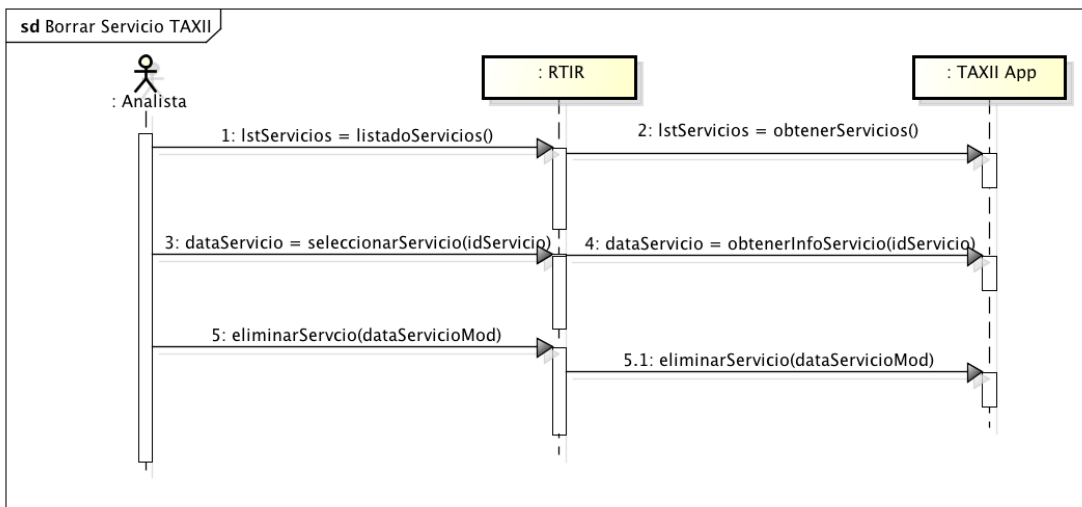 sd Borrar Servicio TAXII
: Analista
: RTIR
: TAXII App
1: lstServicios = listadoServicios()
2: lstServicios = obtenerServicios()
3: dataServicio = seleccionarServicio(idServicio)
4: dataServicio = obtenerInfoServicio(idServicio)
5: eliminarServcio(dataServicioMod)
5.1: eliminarServicio(dataServicioMod)